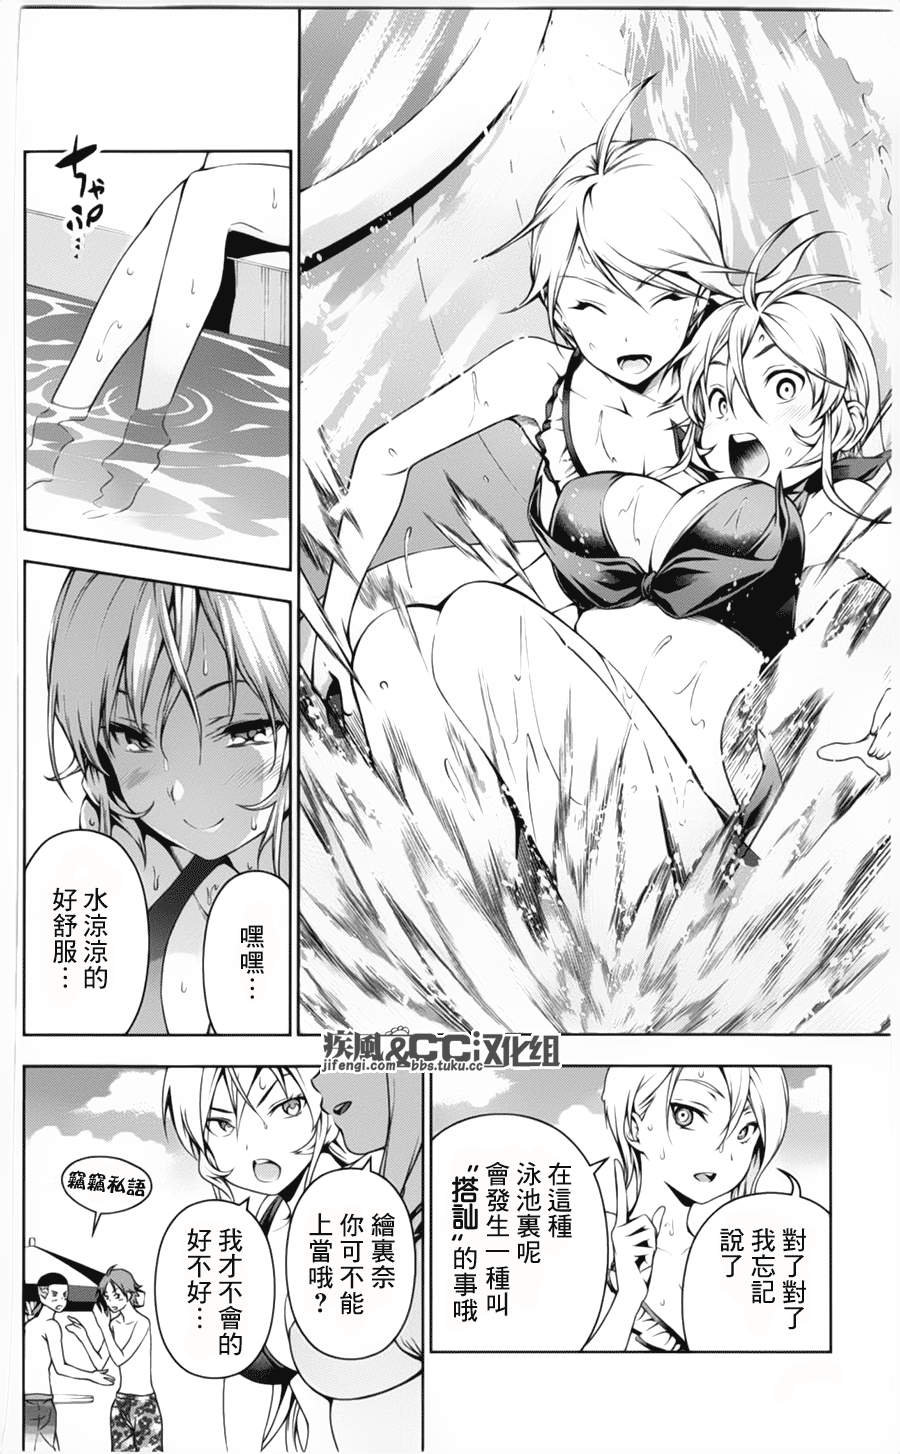 ちゃぷ…
嘿嘿…
水涼涼的
好舒服…
疾風&CCi汉化组
jifengi.com
bbs.tuku.cc
對了對了
我忘記
說了
在這種
泳池裏呢
會發生一種叫
“搭訕”的事哦
繪裏奈
你可不能
上當哦?
我才不會的
好不好…
竊竊私語